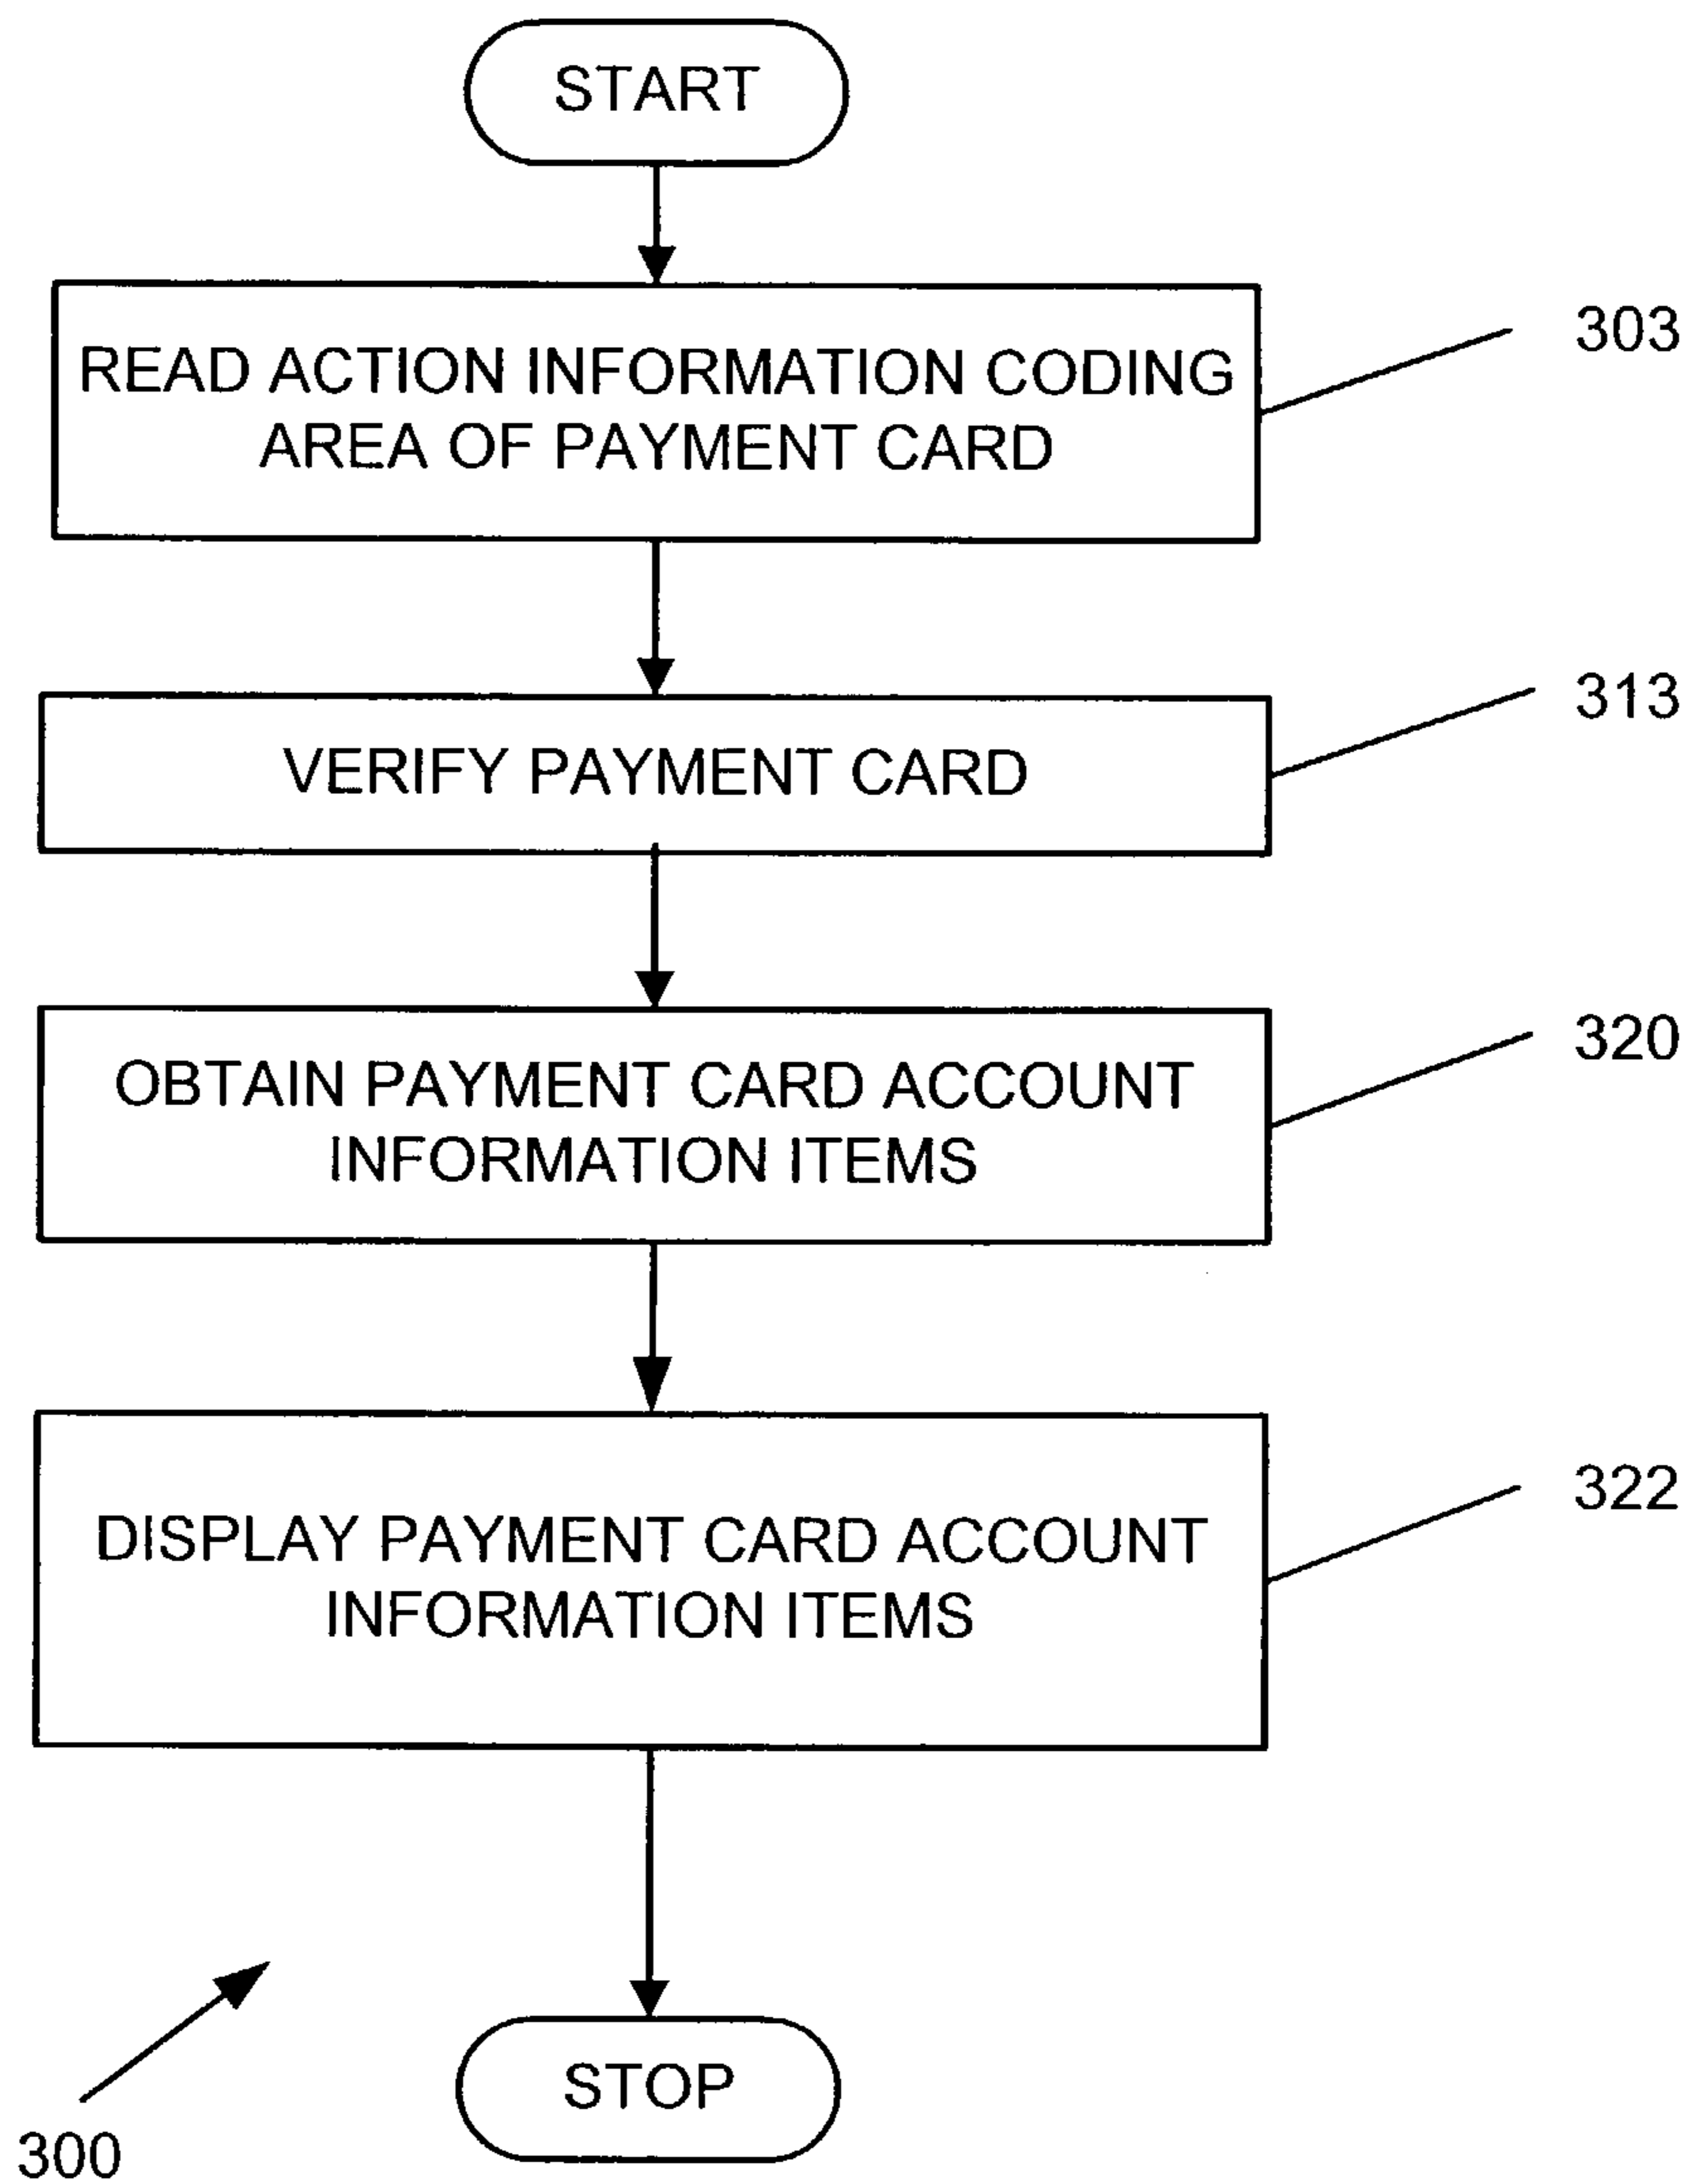 START
READ ACTION INFORMATION CODING
AREA OF PAYMENT CARD
303
VERIFY PAYMENT CARD
313
OBTAIN PAYMENT CARD ACCOUNT
INFORMATION ITEMS
320
DISPLAY PAYMENT CARD ACCOUNT
INFORMATION ITEMS
322
STOP
300